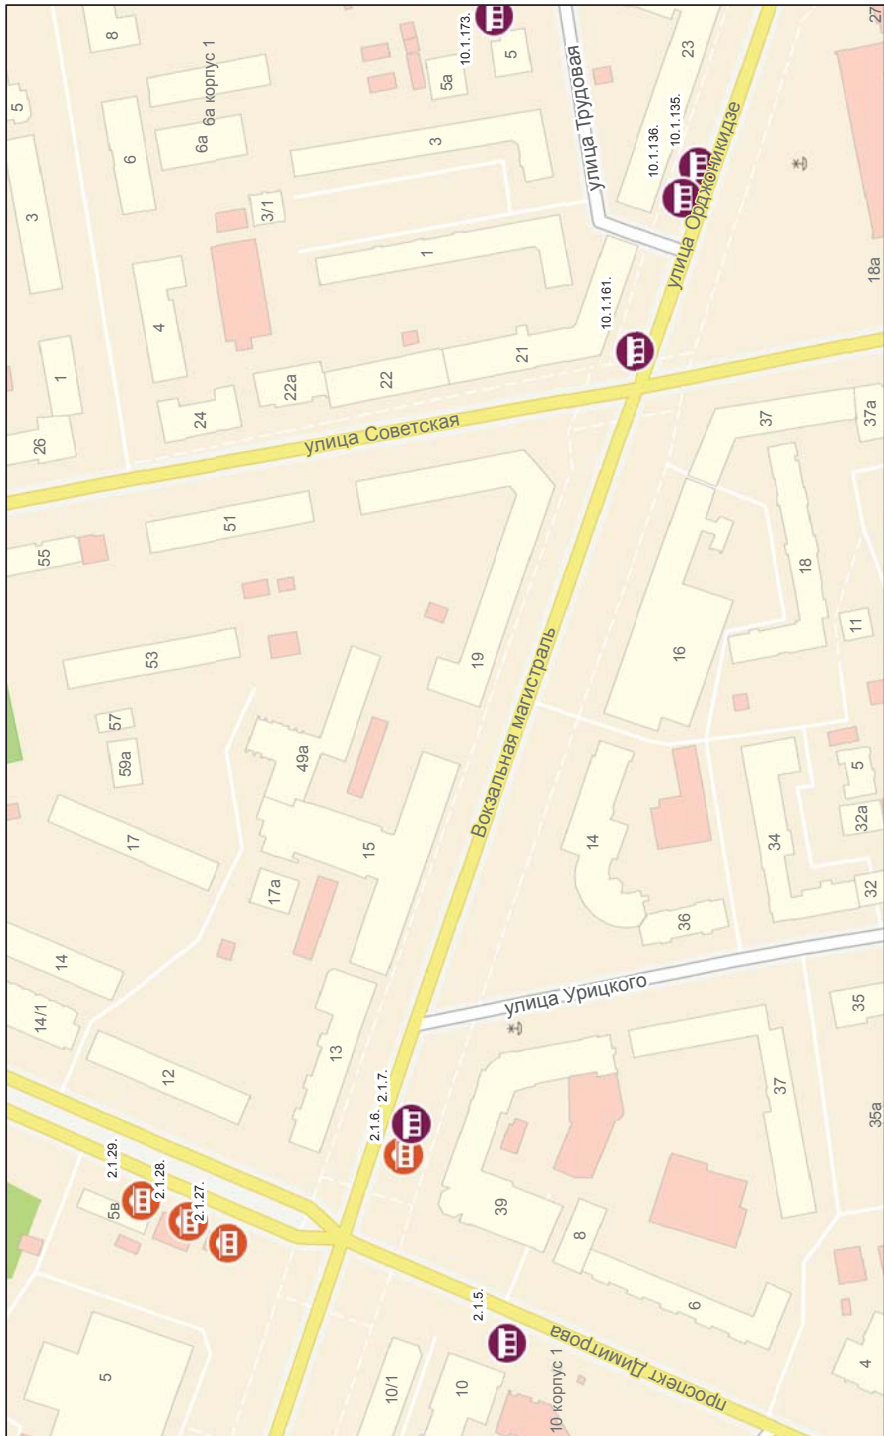 8
5
6а корпус 1
6
6а
3
3/1
5а
5
10.1.173.
улица Трудовая
23
27
3
1
4
22а
22
21
10.1.161.
10.1.136.
10.1.135.
улица Орджоникидзе
18а
1
26
24
улица Советская
37
37а
55
51
53
19
16
18
11
57
59а
49а
Вокзальная магистраль
17
15
17а
14
34
5
32а
32
36
14
14/1
12
13
улица Урицкого
35
35а
37
2.1.6.
2.1.7.
2.1.29.
2.1.28.
2.1.27.
5в
39
8
6
2.1.5.
проспект Димитрова
5
10/1
10
10 корпус 1
4